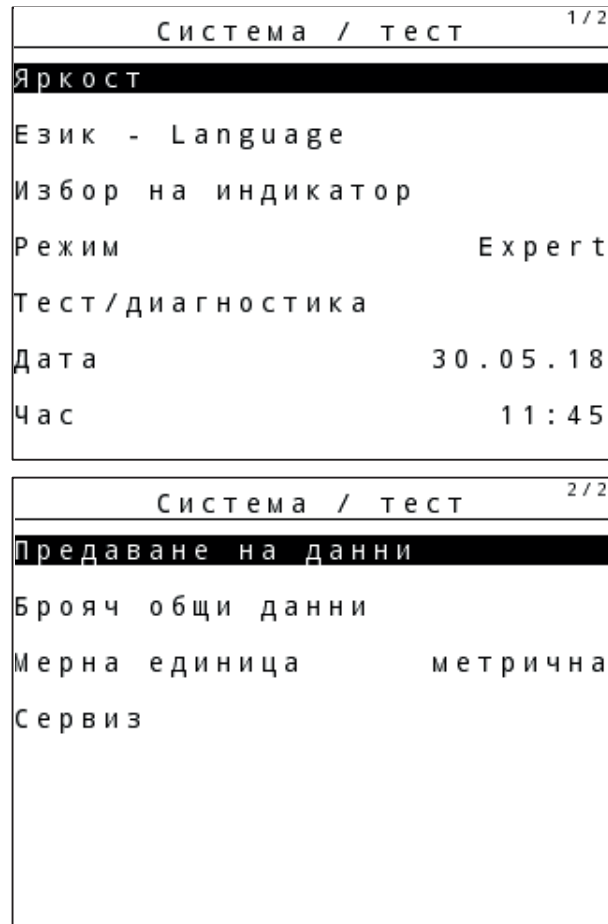 Система / тест 1/2
Яркост
Език - Language
Избор на индикатор
Режим Expert
Тест/диагностика
Дата 30.05.18
Час 11:45
Система / тест 2/2
Предаване на данни
Брояч общи данни
Мерна единица метрична
Сервиз